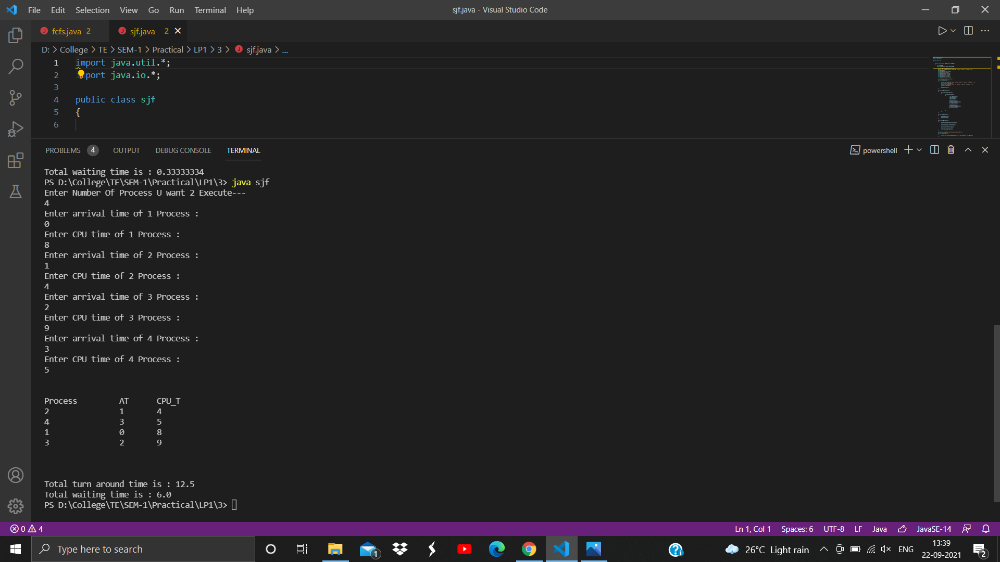 File Edit Selection View Go Run Terminal Help
sjf.java - Visual Studio Code
fcfs.java 2
sjf.java 2
D: > College > TE > SEM-1 > Practical > LP1 > 3 > sjf.java > ...
1 import java.util.*;
2 import java.io.*;
3
4 public class sjf
5 {
6
PROBLEMS 4 OUTPUT DEBUG CONSOLE TERMINAL
powershell
Total waiting time is : 0.33333334
PS D:\College\TE\SEM-1\Practical\LP1\3> java sjf
Enter Number Of Process U want 2 Execute---
4
Enter arrival time of 1 Process :
0
Enter CPU time of 1 Process :
8
Enter arrival time of 2 Process :
1
Enter CPU time of 2 Process :
4
Enter arrival time of 3 Process :
2
Enter CPU time of 3 Process :
9
Enter arrival time of 4 Process :
3
Enter CPU time of 4 Process :
5
Process AT CPU_T
2 1 4
4 3 5
1 0 8
3 2 9
Total turn around time is : 12.5
Total waiting time is : 6.0
PS D:\College\TE\SEM-1\Practical\LP1\3>
0 4
Ln 1, Col 1 Spaces: 6 UTF-8 LF Java JavaSE-14
Type here to search
1
26°C Light rain
ENG
13:39
22-09-2021
2